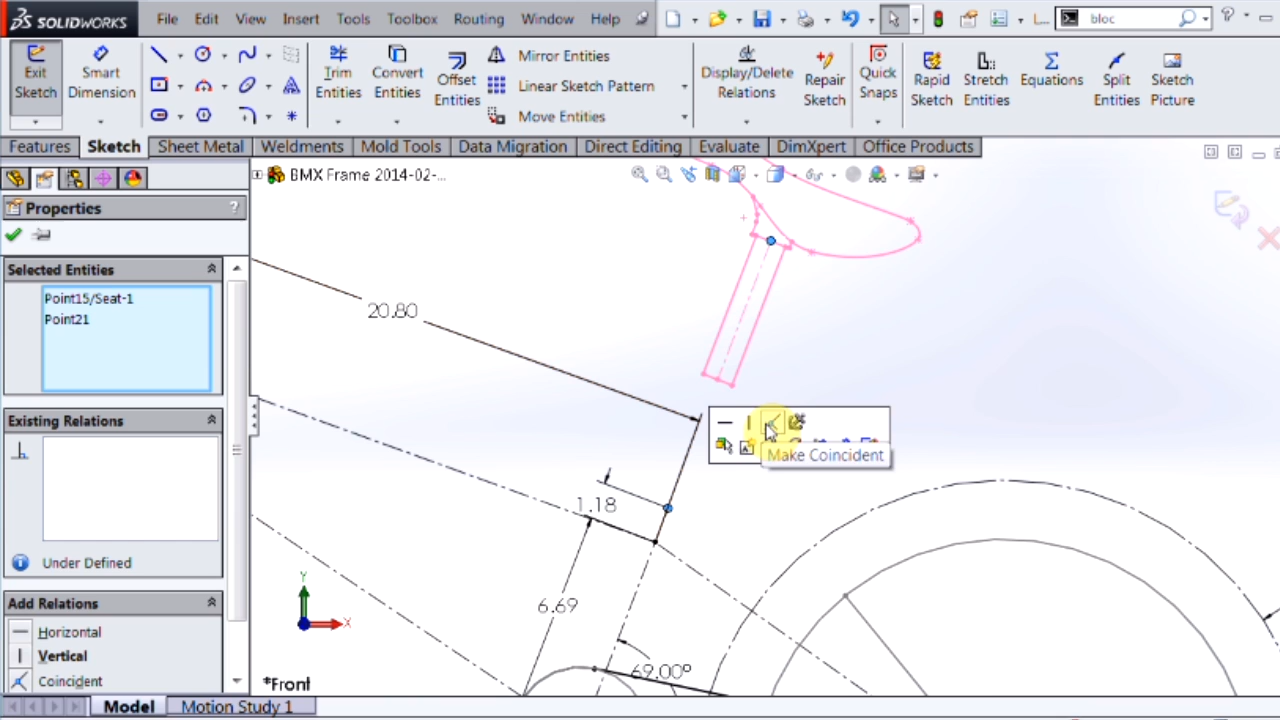 SOLIDWORKS File Edit View Insert Tools Toolbox Routing Window Help L... bloc ?
Exit Sketch
Smart Dimension
Trim Entities
Convert Entities
Offset Entities
Mirror Entities
Linear Sketch Pattern
Move Entities
Display/Delete Relations
Repair Sketch
Quick Snaps
Rapid Sketch
Stretch Entities
Equations
Split Entities
Sketch Picture
Features Sketch Sheet Metal Weldments Mold Tools Data Migration Direct Editing Evaluate DimXpert Office Products
BMX Frame 2014-02-...
Properties ?
Selected Entities
Point15/Seat-1
Point21
Existing Relations
Under Defined
Add Relations
Horizontal
Vertical
Coincident
20.80
Make Coincident
1.18
6.69
69.00°
Y
X
*Front
Model Motion Study 1